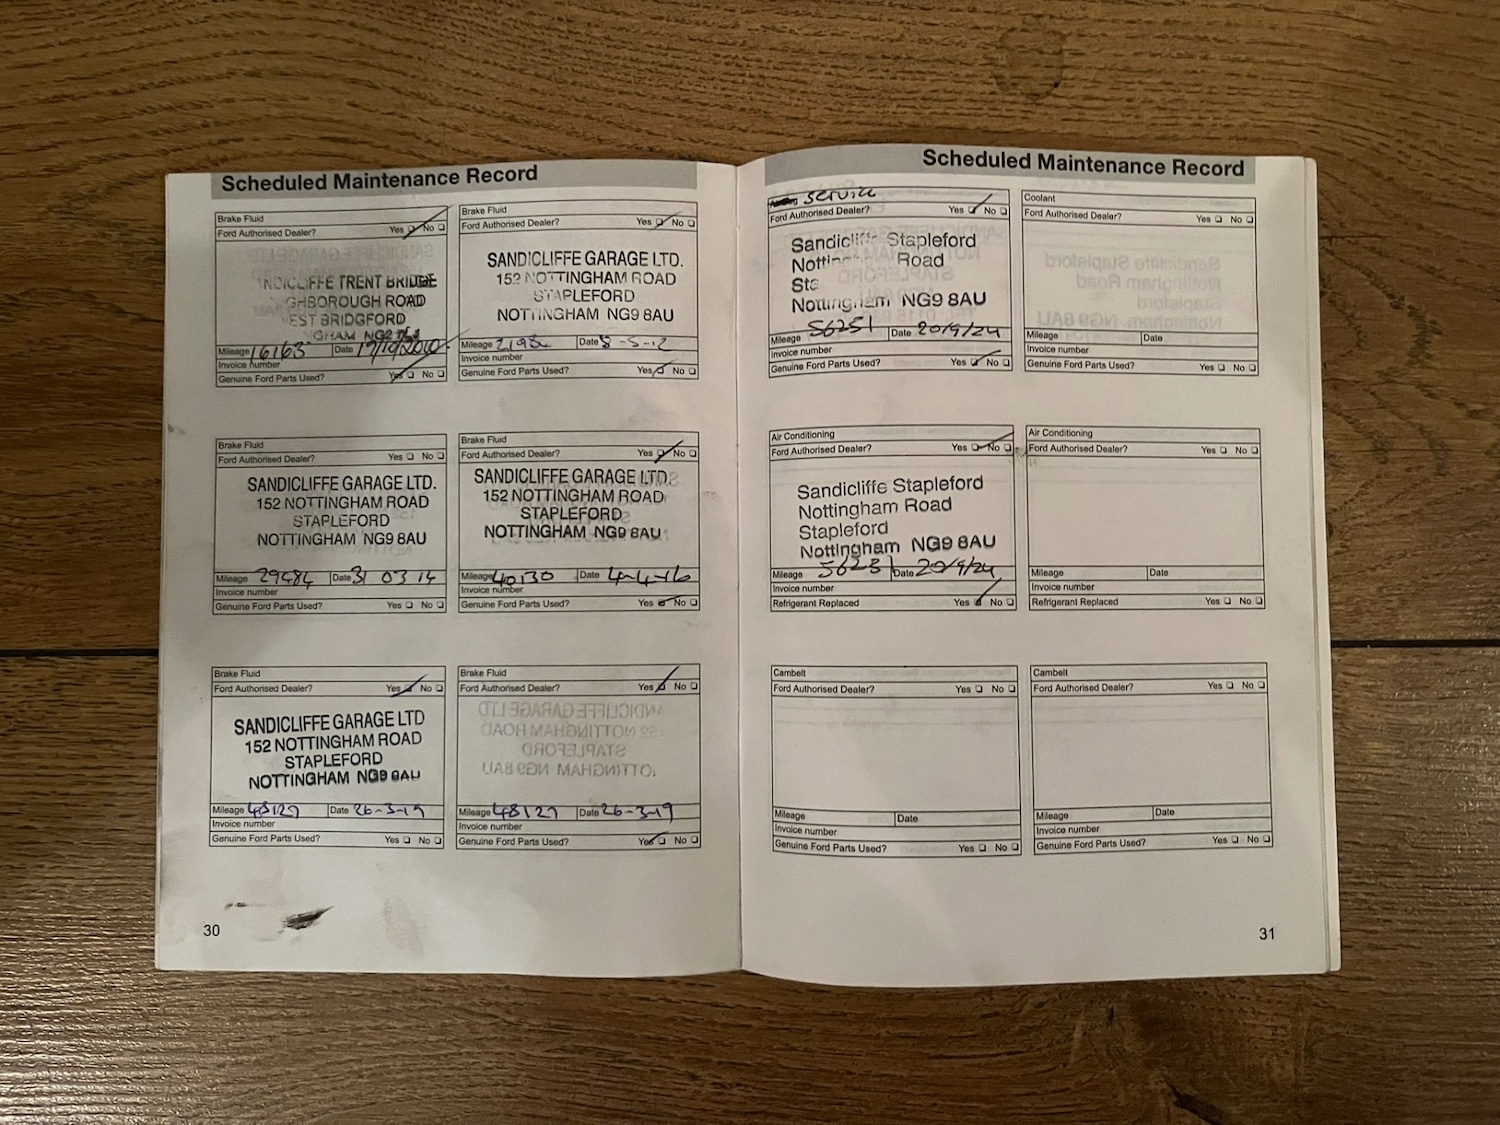 Scheduled Maintenance Record
Brake Fluid
Ford Authorised Dealer? Yes No
NDICLIFFE TRENT BRIDGE
GHBOROUGH ROAD
EST BRIDGFORD
GHAM
Mileage 16163 Date
Invoice number
Genuine Ford Parts Used? Yes No
Brake Fluid
Ford Authorised Dealer? Yes No
SANDICLIFFE GARAGE LTD.
152 NOTTINGHAM ROAD
STAPLEFORD
NOTTINGHAM NG9 8AU
Mileage Date 8-5-12
Invoice number
Genuine Ford Parts Used? Yes No
Brake Fluid
Ford Authorised Dealer? Yes No
SANDICLIFFE GARAGE LTD.
152 NOTTINGHAM ROAD
STAPLEFORD
NOTTINGHAM NG9 8AU
Mileage 29484 Date 31 03 14
Invoice number
Genuine Ford Parts Used? Yes No
Brake Fluid
Ford Authorised Dealer? Yes No
SANDICLIFFE GARAGE LTD.
152 NOTTINGHAM ROAD
STAPLEFORD
NOTTINGHAM NG9 8AU
Mileage 40130 Date 4-4-16
Invoice number
Genuine Ford Parts Used? Yes No
Brake Fluid
Ford Authorised Dealer? Yes No
SANDICLIFFE GARAGE LTD
152 NOTTINGHAM ROAD
STAPLEFORD
NOTTINGHAM NG9 8AU
Mileage 48127 Date 26-3-19
Invoice number
Genuine Ford Parts Used? Yes No
Brake Fluid
Ford Authorised Dealer? Yes No
Mileage 48127 Date 26-3-19
Invoice number
Genuine Ford Parts Used? Yes No
30
Scheduled Maintenance Record
SERVICE
Ford Authorised Dealer? Yes No
Sandicliffe Stapleford
Nottingham Road
Sta
Nottingham NG9 8AU
Mileage 56251 Date 20/9/24
Invoice number
Genuine Ford Parts Used? Yes No
Coolant
Ford Authorised Dealer? Yes No
Mileage Date
Invoice number
Genuine Ford Parts Used? Yes No
Air Conditioning
Ford Authorised Dealer? Yes No
Sandicliffe Stapleford
Nottingham Road
Stapleford
Nottingham NG9 8AU
Mileage Date 20/9/24
Invoice number
Refrigerant Replaced Yes No
Air Conditioning
Ford Authorised Dealer? Yes No
Mileage Date
Invoice number
Refrigerant Replaced Yes No
Cambelt
Ford Authorised Dealer? Yes No
Mileage Date
Invoice number
Genuine Ford Parts Used? Yes No
Cambelt
Ford Authorised Dealer? Yes No
Mileage Date
Invoice number
Genuine Ford Parts Used? Yes No
31